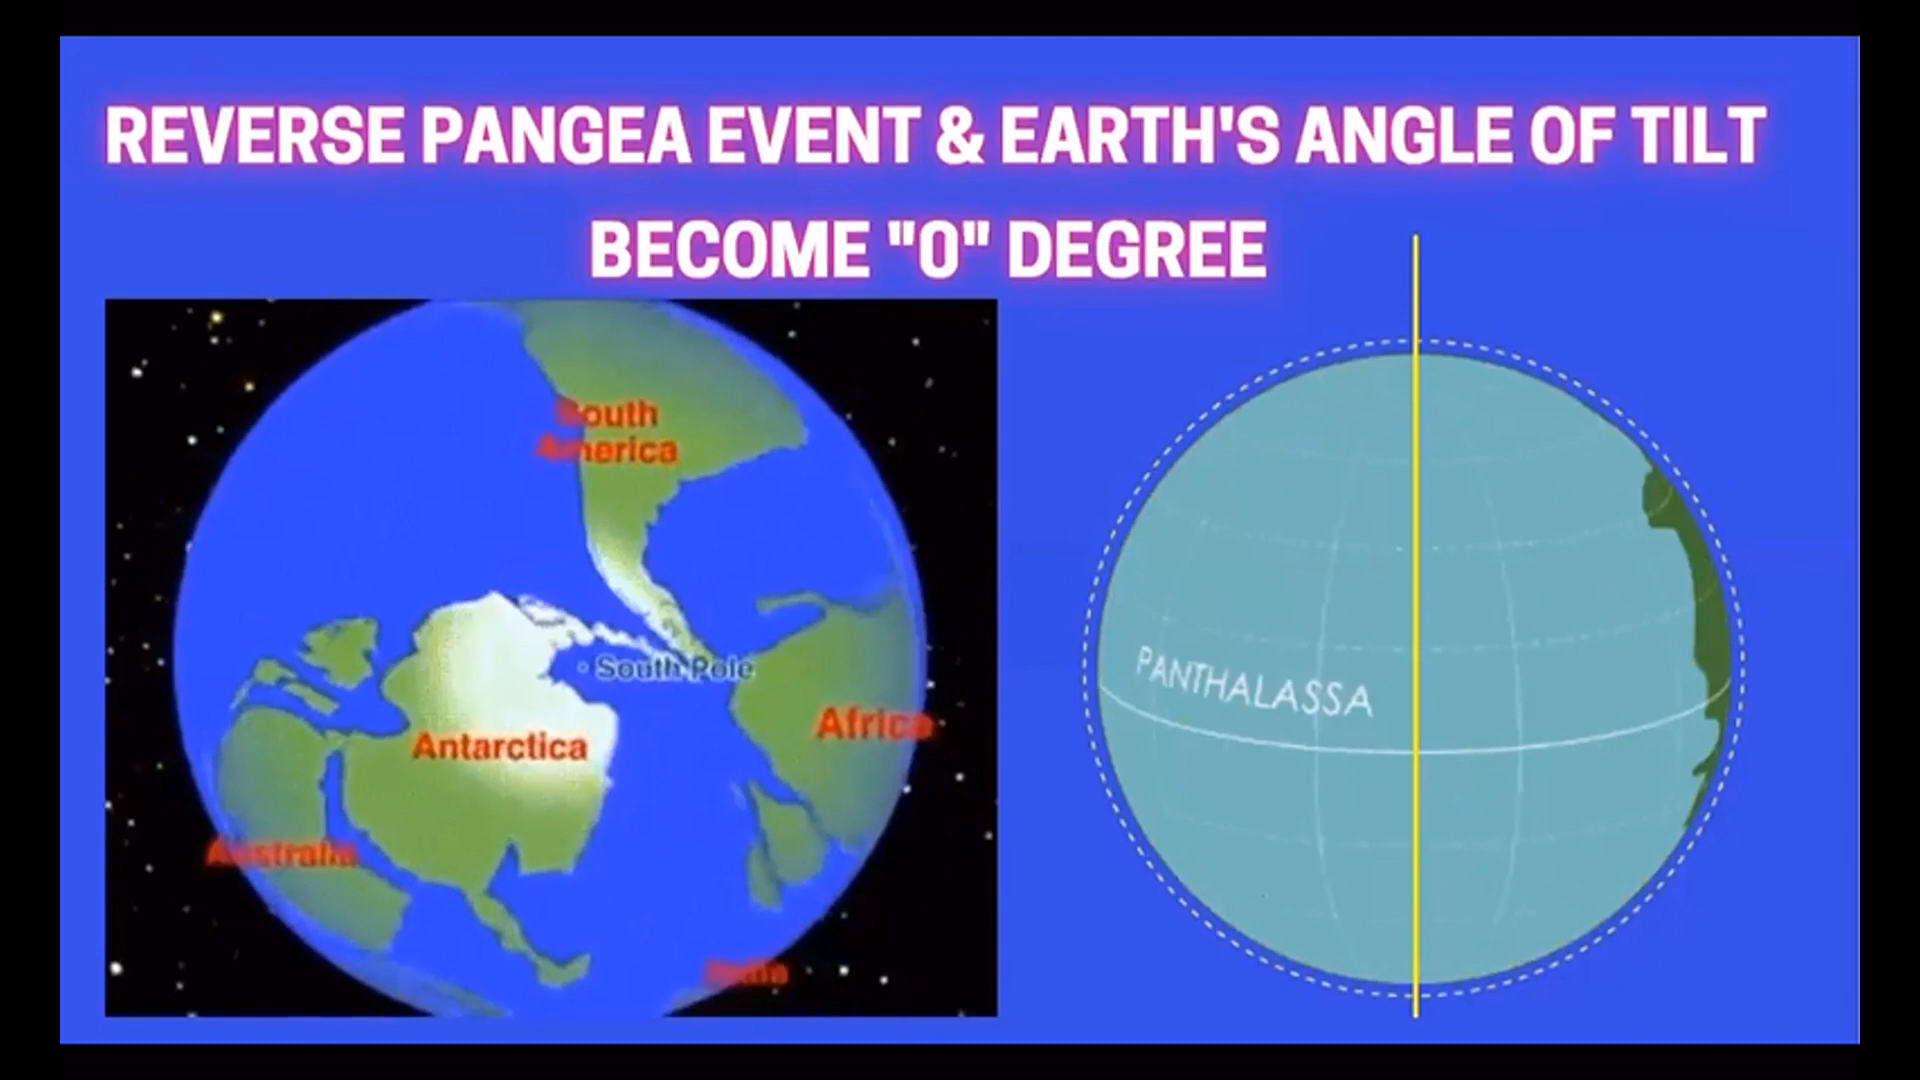 REVERSE PANGEA EVENT & EARTH'S ANGLE OF TILT
BECOME "0" DEGREE
South
America
South Pole
Antarctica
Africa
Australia
PANTHALASSA